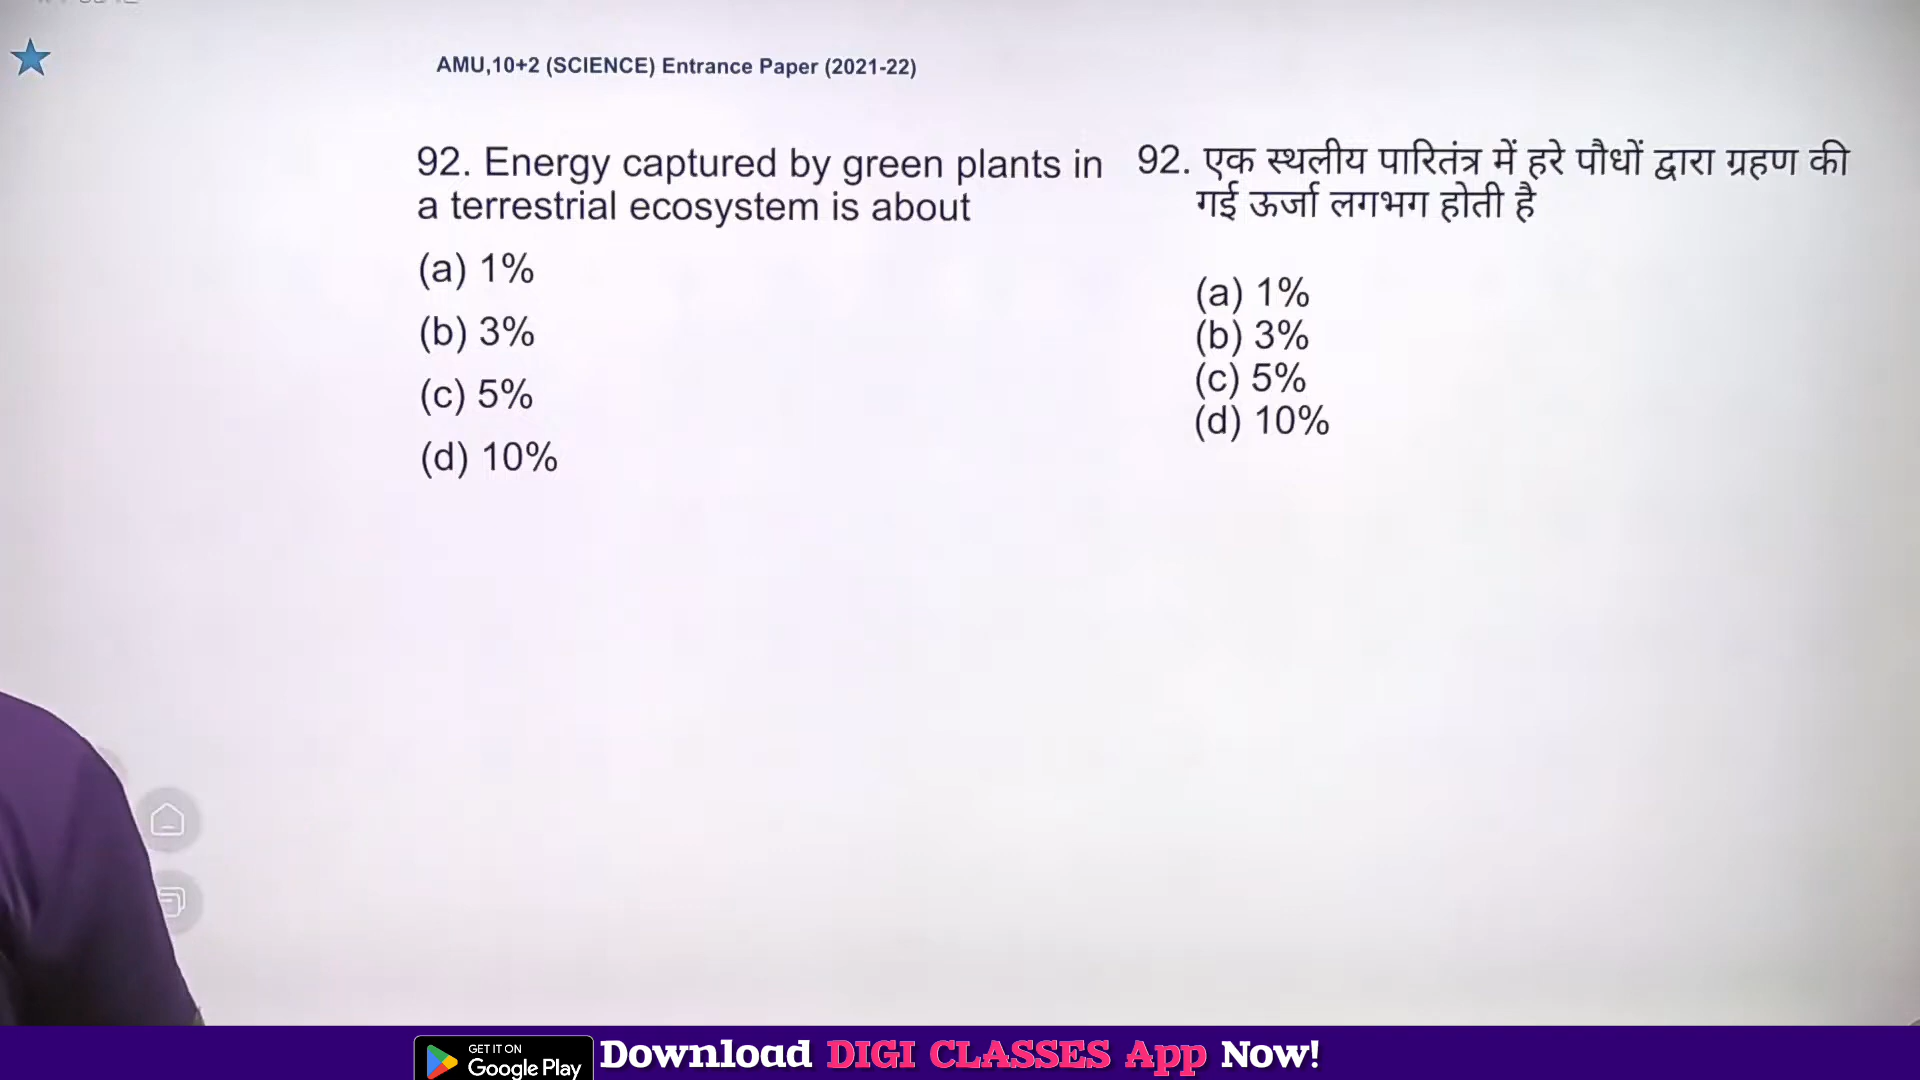 AMU,10+2 (SCIENCE) Entrance Paper (2021-22)
92. Energy captured by green plants in
a terrestrial ecosystem is about
(a) 1%
(b) 3%
(c) 5%
(d) 10%
92. एक स्थलीय पारितंत्र में हरे पौधों द्वारा ग्रहण की
गई ऊर्जा लगभग होती है
(a) 1%
(b) 3%
(c) 5%
(d) 10%
GET IT ON
Google Play
Download DIGI CLASSES App Now!